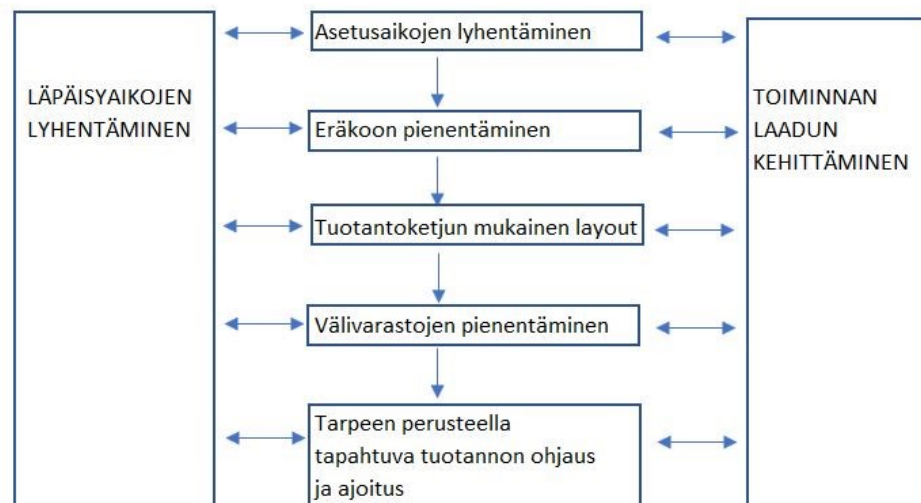 LÄPÄISYAIKOJEN
LYHENTÄMINEN
Asetusaikojen lyhentäminen
Eräkoon pienentäminen
Tuotantoketjun mukainen layout
Välivarastojen pienentäminen
Tarpeen perusteella
tapahtuva tuotannon ohjaus
ja ajoitus
TOIMINNAN
LAADUN
KEHITTÄMINEN